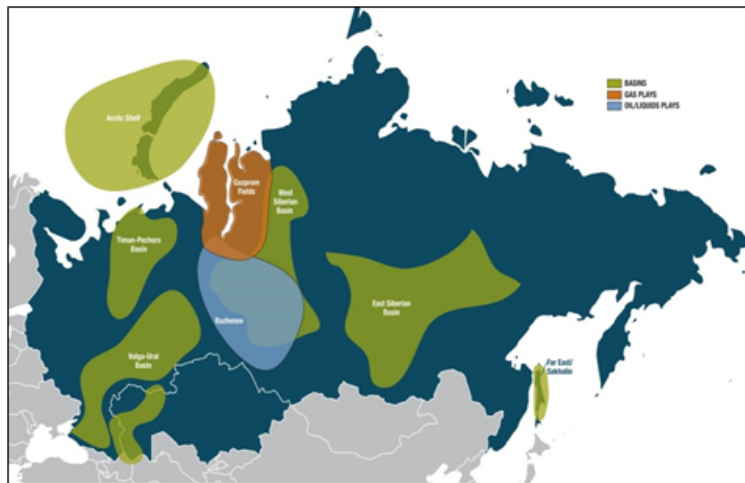 BASINS
GAS PLAYS
OIL/LIQUIDS PLAYS
Arctic Shelf
Gazprom
Fields
West
Siberian
Basin
Timan-Pechora
Basin
Bazhenov
East Siberian
Basin
Volga-Ural
Basin
Far East/
Sakhalin